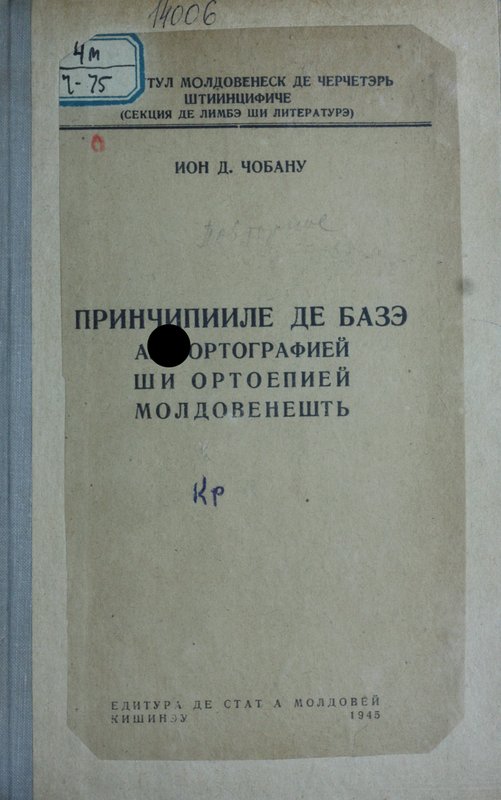 14006
4м
Ч-75
ТУЛ МОЛДОВЕНЕСК ДЕ ЧЕРЧЕТЭРЬ
ШТИИНЦИФИЧЕ
(СЕКЦИЯ ДЕ ЛИМБЭ ШИ ЛИТЕРАТУРЭ)
ИОН Д. ЧОБАНУ
ПРИНЧИПИИЛЕ ДЕ БАЗЭ
ОРТОГРАФИЕЙ
ШИ ОРТОЕПИЕЙ
МОЛДОВЕНЕШТЬ
Кр
ЕДИТУРА ДЕ СТАТ А МОЛДОВЕЙ
КИШИНЭУ 1945